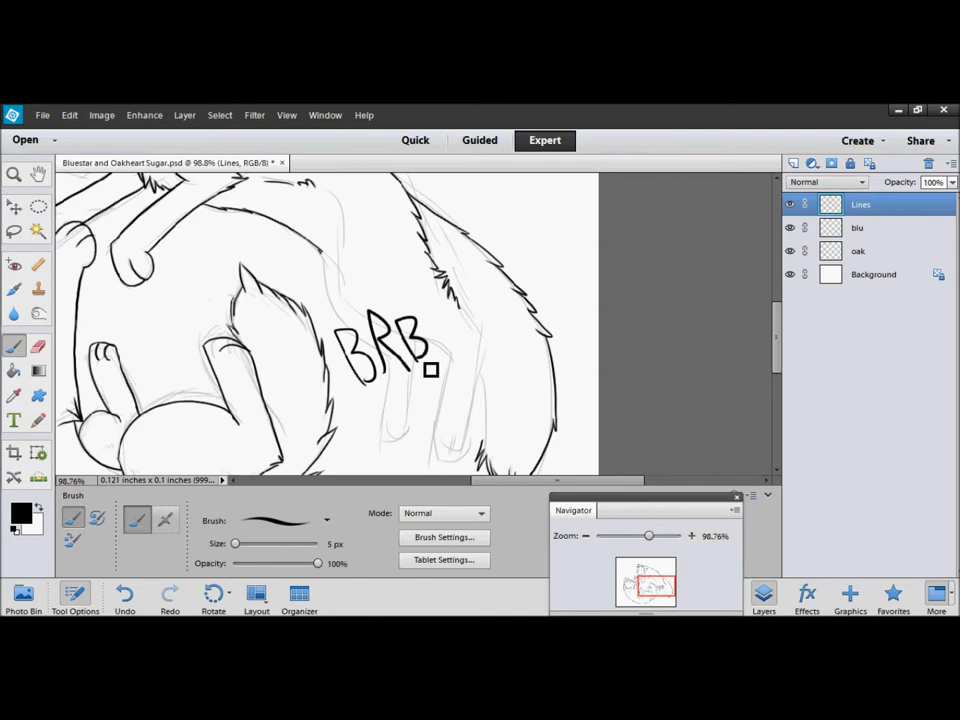 File Edit Image Enhance Layer Select Filter View Window Help
Open Quick Guided Expert Create Share
Bluestar and Oakheart Sugar.psd @ 98.8% (Lines, RGB/8) * ×
Normal Opacity: 100%
Lines
blu
oak
Background
BRB
98.76% 0.121 inches x 0.1 inches (999...
Brush
Brush: Mode: Normal
Size: 5 px Brush Settings...
Opacity: 100% Tablet Settings...
Navigator
Zoom: 98.76%
Photo Bin Tool Options Undo Redo Rotate Layout Organizer Layers Effects Graphics Favorites More